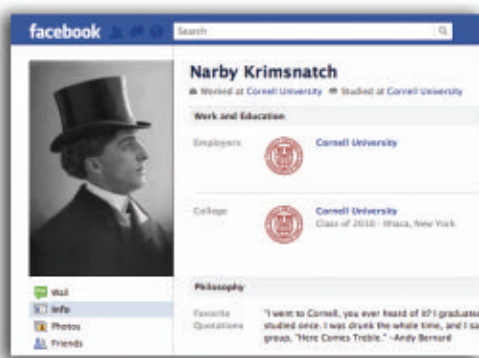 facebook
Search
Narby Krimsnatch
Worked at Cornell University Studied at Cornell University
Work and Education
Employers
Cornell University
College
Cornell University
Class of 2010 · Ithaca, New York
Philosophy
Favorite Quotations
"I went to Cornell, you ever heard of it? I graduated
studied once. I was drunk the whole time, and I sa
group, "Here Comes Treble." -Andy Bernard
Wall
Info
Photos
Friends